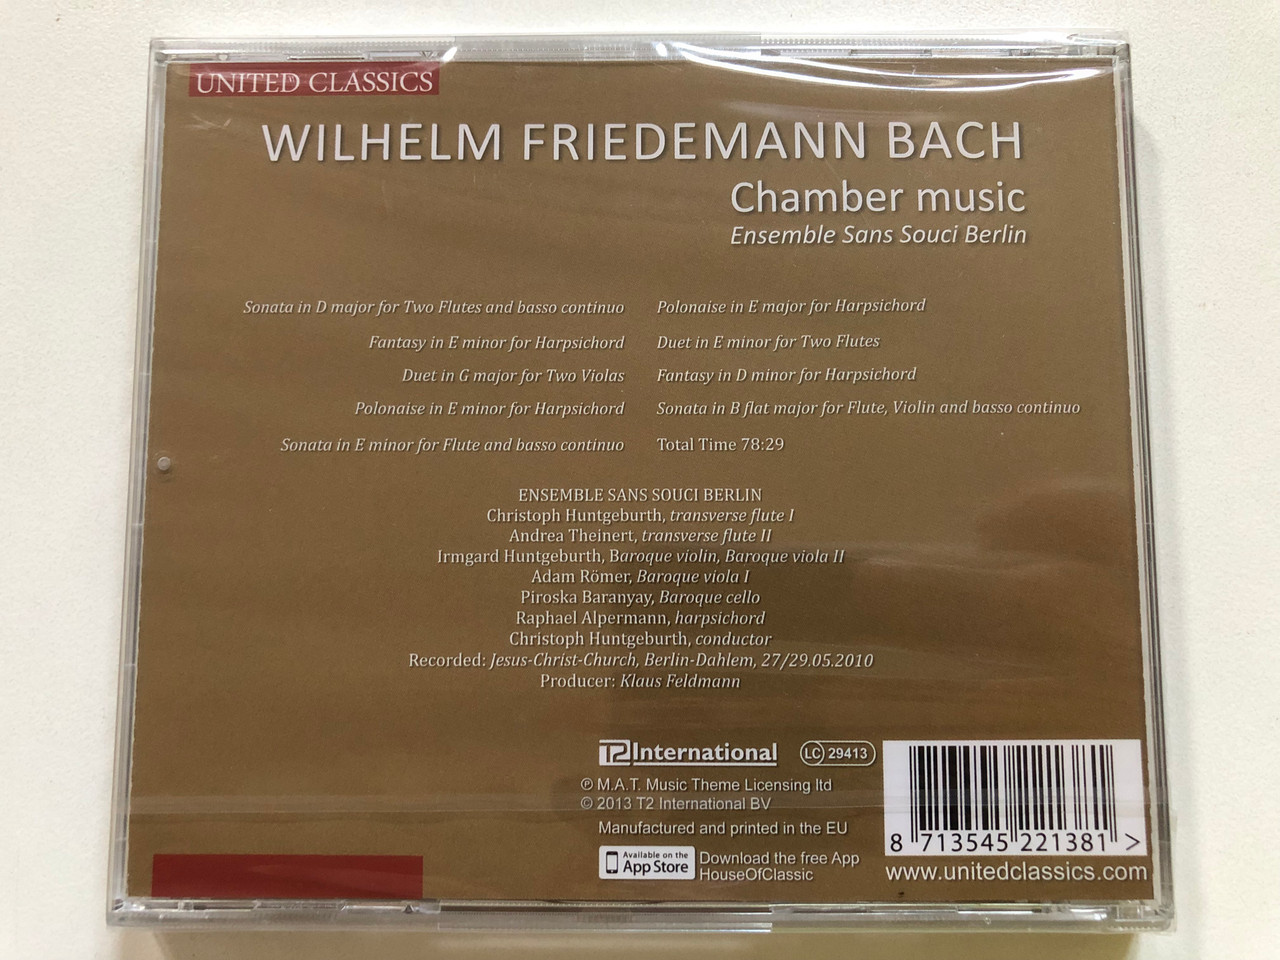 UNITED CLASSICS
WILHELM FRIEDEMANN BACH
Chamber music
Ensemble Sans Souci Berlin
Sonata in D major for Two Flutes and basso continuo
Fantasy in E minor for Harpsichord
Duet in G major for Two Violas
Polonaise in E minor for Harpsichord
Sonata in E minor for Flute and basso continuo
Polonaise in E major for Harpsichord
Duet in E minor for Two Flutes
Fantasy in D minor for Harpsichord
Sonata in B flat major for Flute, Violin and basso continuo
Total Time 78:29
ENSEMBLE SANS SOUCI BERLIN
Christoph Huntgeburth, transverse flute I
Andrea Theinert, transverse flute II
Irmgard Huntgeburth, Baroque violin, Baroque viola II
Adam Römer, Baroque viola I
Piroska Baranyay, Baroque cello
Raphael Alpermann, harpsichord
Christoph Huntgeburth, conductor
Recorded: Jesus-Christ-Church, Berlin-Dahlem, 27/29.05.2010
Producer: Klaus Feldmann
T2 International
LC 29413
℗ M.A.T. Music Theme Licensing ltd
© 2013 T2 International BV
Manufactured and printed in the EU
Available on the
App Store
Download the free App
HouseOfClassic
8 713545 221381 >
www.unitedclassics.com